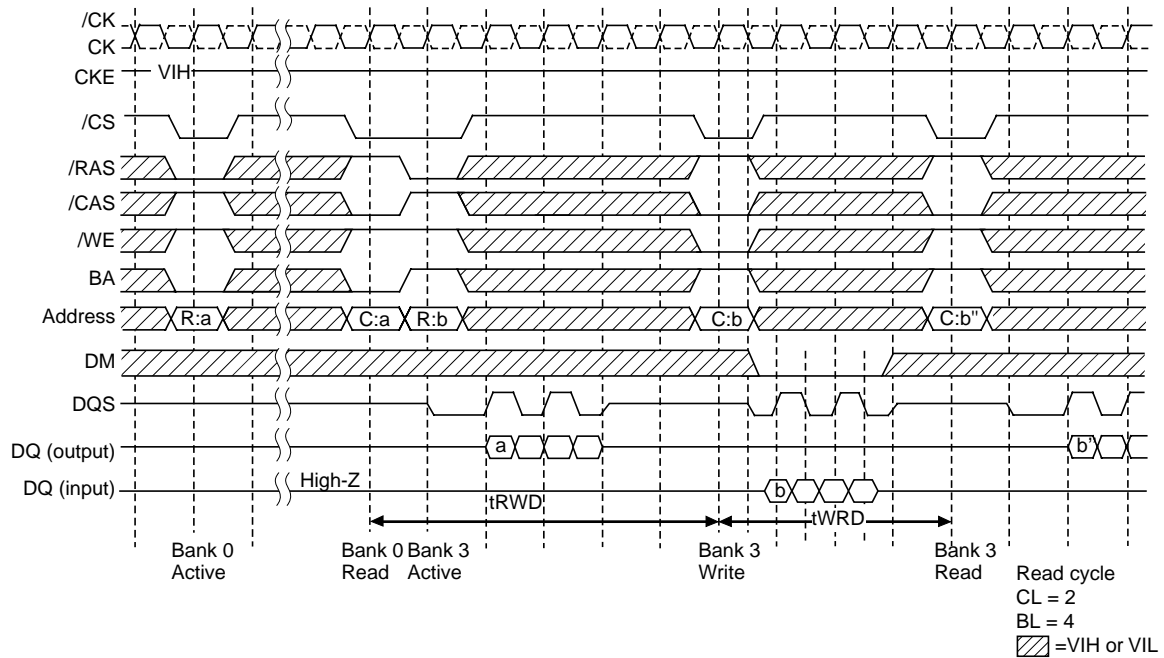 /CK
CK
CKE VIH
/CS
/RAS
/CAS
/WE
BA
Address R:a C:a R:b C:b C:b"
DM
DQS
DQ (output) a b"
DQ (input) High-Z b
tRWD tWRD
Bank 0 Active
Bank 0 Read
Bank 3 Active
Bank 3 Write
Bank 3 Read
Read cycle
CL = 2
BL = 4
=VIH or VIL